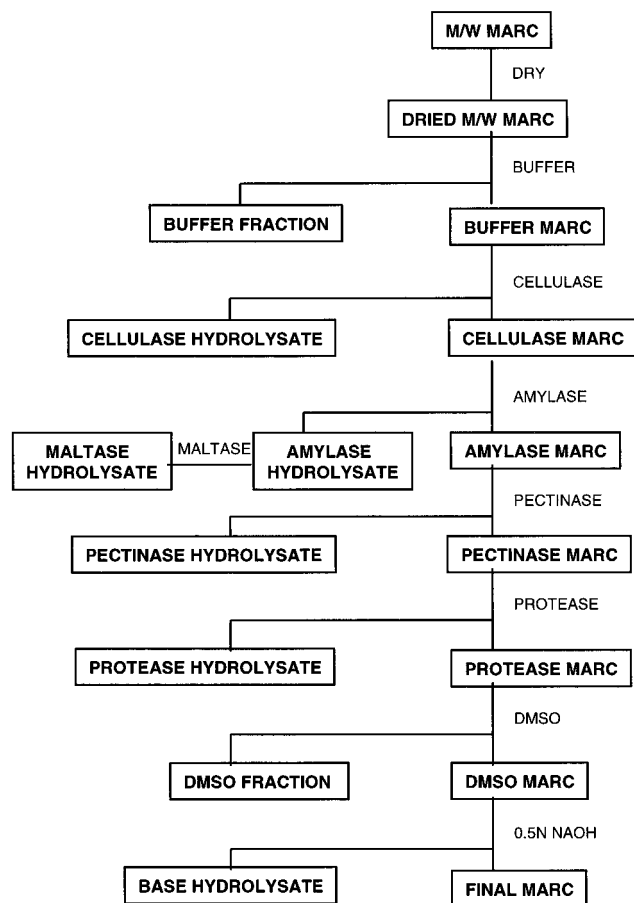 M/W MARC
DRY
DRIED M/W MARC
BUFFER
BUFFER FRACTION
BUFFER MARC
CELLULASE
CELLULASE HYDROLYSATE
CELLULASE MARC
AMYLASE
MALTASE
HYDROLYSATE
MALTASE
AMYLASE
HYDROLYSATE
AMYLASE MARC
PECTINASE
PECTINASE HYDROLYSATE
PECTINASE MARC
PROTEASE
PROTEASE HYDROLYSATE
PROTEASE MARC
DMSO
DMSO FRACTION
DMSO MARC
0.5N NAOH
BASE HYDROLYSATE
FINAL MARC